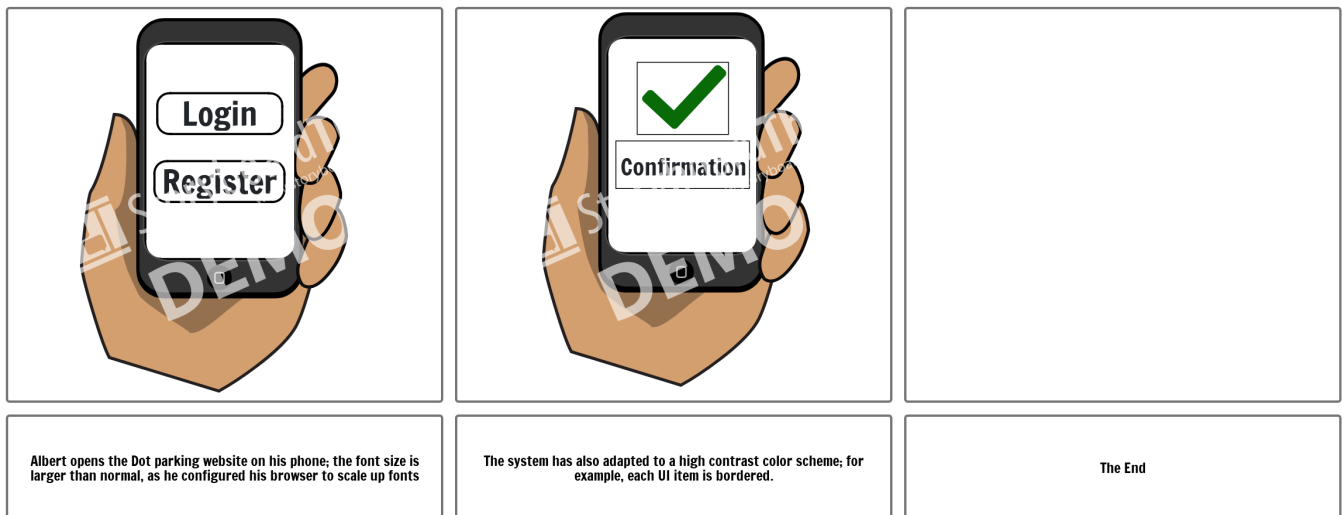 Login
Register
DEMO
Confirmation
DEMO
Albert opens the Dot parking website on his phone; the font size is
larger than normal, as he configured his browser to scale up fonts
The system has also adapted to a high contrast color scheme; for
example, each UI item is bordered.
The End